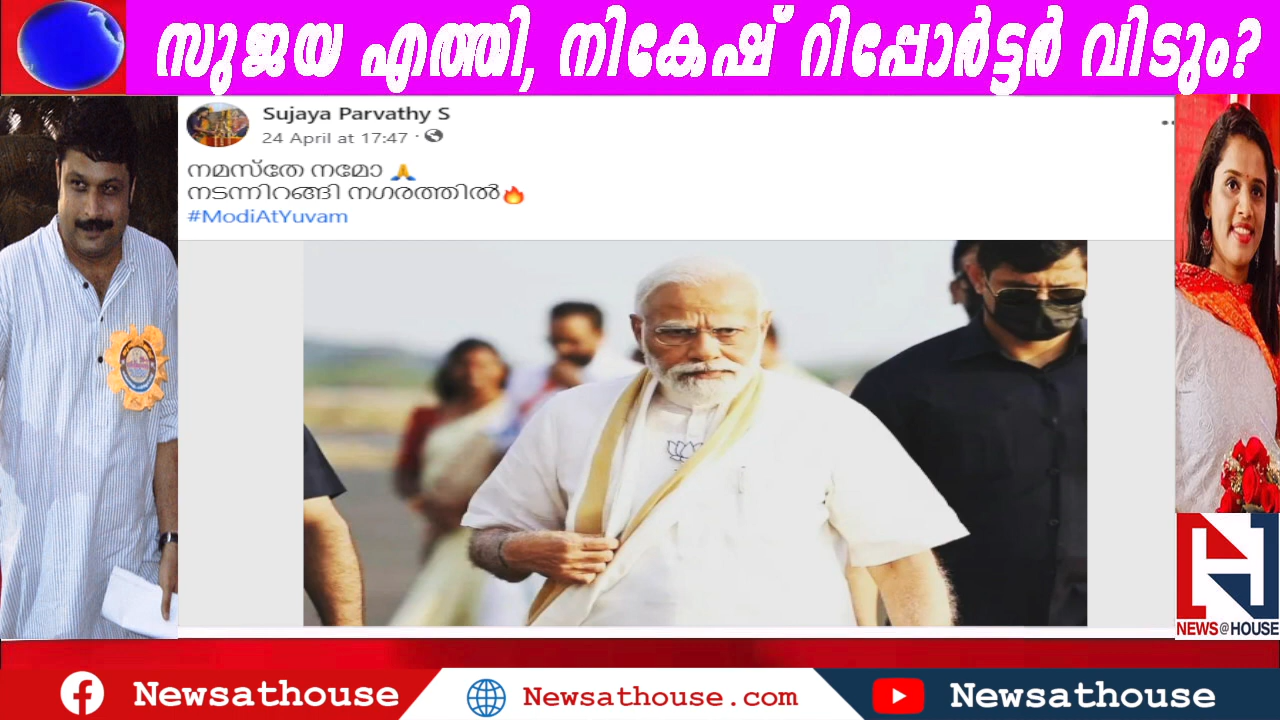 സുജയ എത്തി, നികേഷ് റിപ്പോർട്ടർ വിടും?
Sujaya Parvathy S
24 April at 17:47 ·
നമസ്തേ നമോ 🙏
നടന്നിറങ്ങി നഗരത്തിൽ🔥
#ModiAtYuvam
NEWS@HOUSE
Newsathouse
Newsathouse.com
Newsathouse